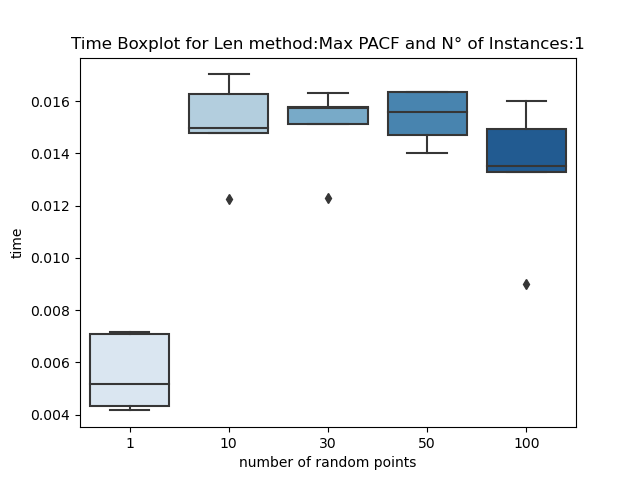 Time Boxplot for Len method:Max PACF and N° of Instances:1
0.016
0.014
0.012
0.010
0.008
0.006
0.004
time
1 10 30 50 100
number of random points